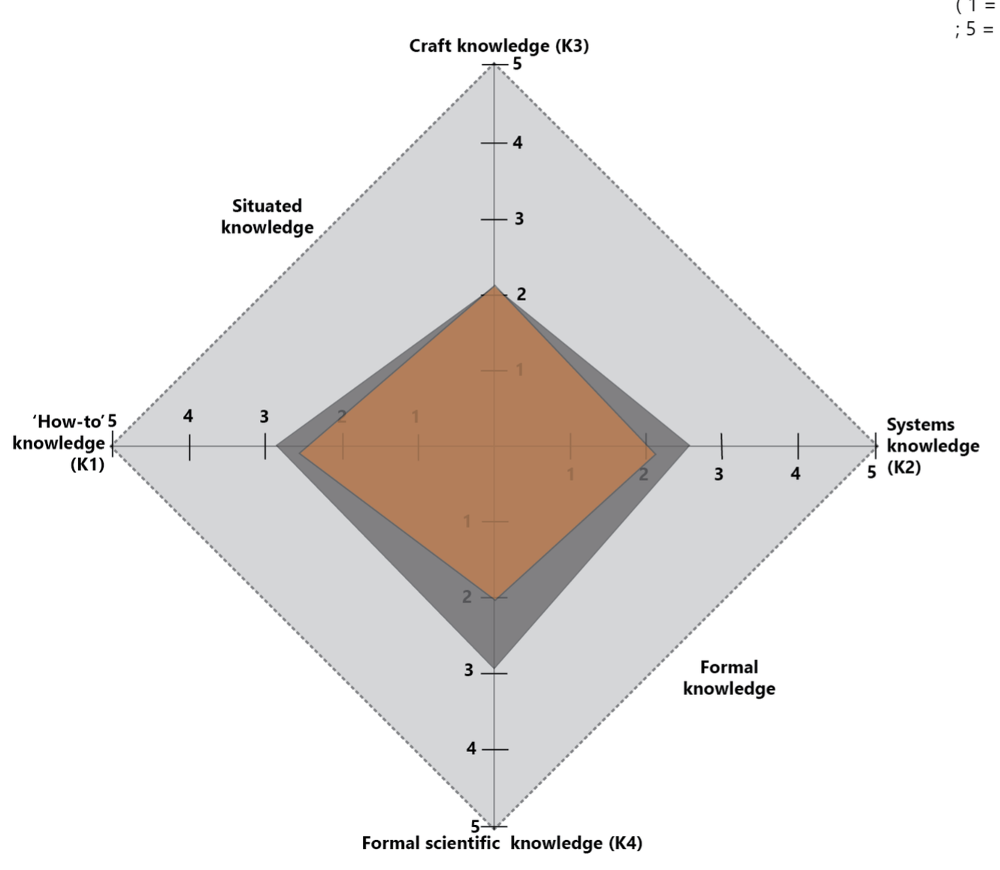 ( 1 =
; 5 =
Craft knowledge (K3)
5
4
Situated
knowledge
3
2
1
‘How-to’
knowledge
(K1)
5
4
3
2
1
1
2
3
4
5
Systems
knowledge
(K2)
1
2
3
Formal
knowledge
4
5
Formal scientific knowledge (K4)